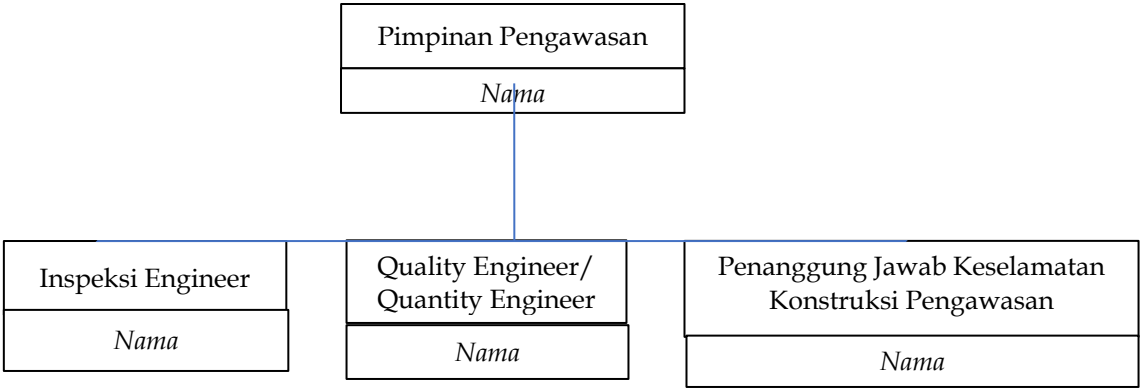 Pimpinan Pengawasan
Nama
Inspeksi Engineer
Nama
Quality Engineer/
Quantity Engineer
Nama
Penanggung Jawab Keselamatan
Konstruksi Pengawasan
Nama